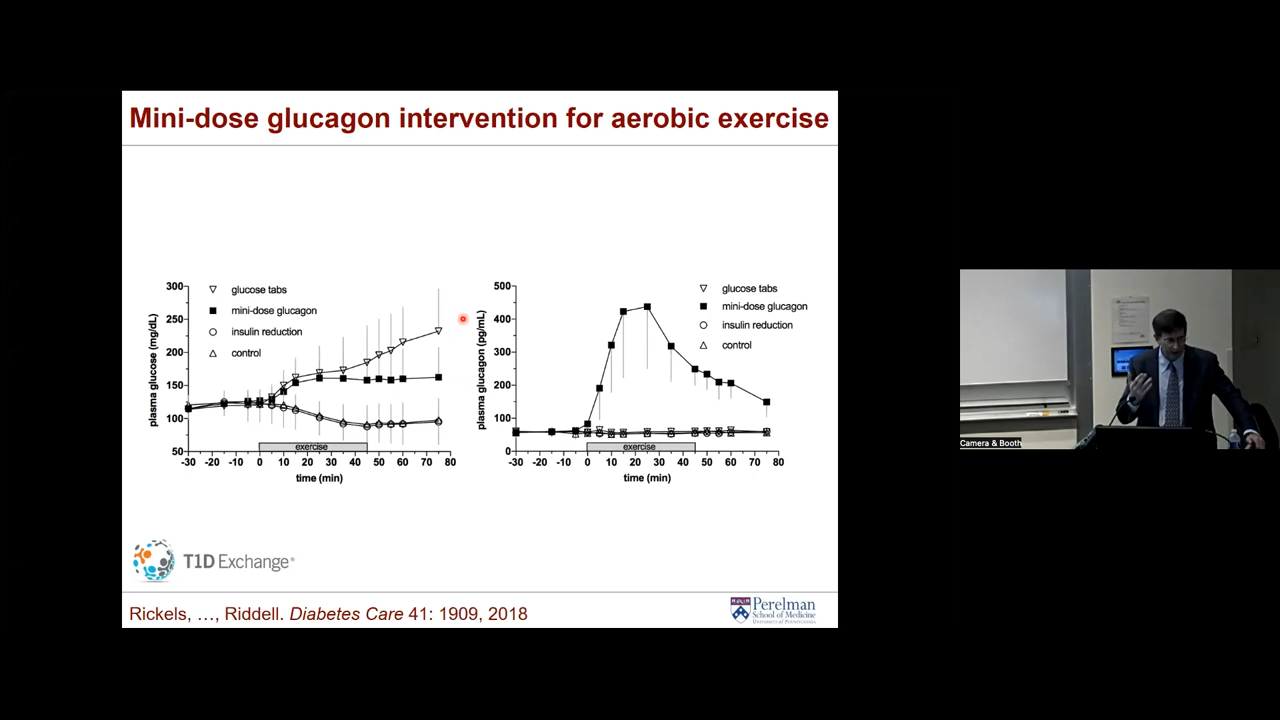 Mini-dose glucagon intervention for aerobic exercise
300
250
200
150
100
50
plasma glucose (mg/dL)
glucose tabs
mini-dose glucagon
insulin reduction
control
exercise
-30 -20 -10 0 10 20 30 40 50 60 70 80
time (min)
500
400
300
200
100
0
plasma glucagon (pg/mL)
glucose tabs
mini-dose glucagon
insulin reduction
control
exercise
-30 -20 -10 0 10 20 30 40 50 60 70 80
time (min)
T1D Exchange®
Rickels, …, Riddell. Diabetes Care 41: 1909, 2018
Perelman
School of Medicine
University of Pennsylvania
Camera & Booth